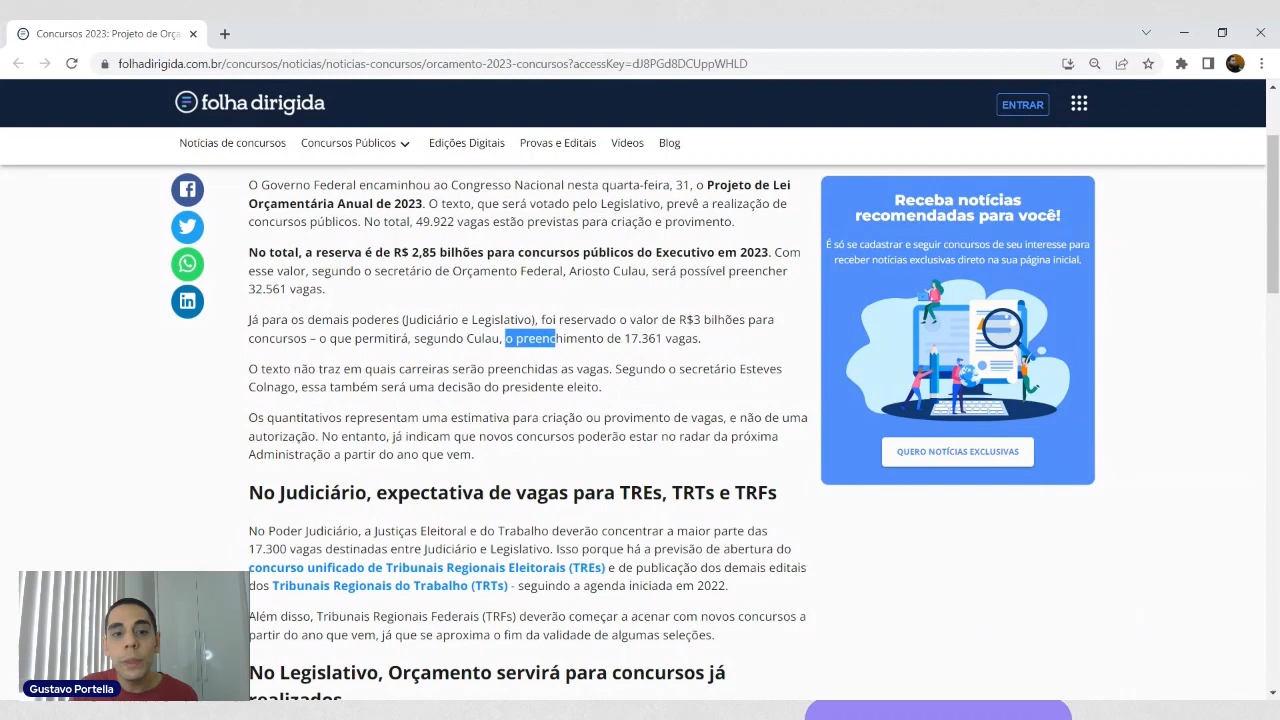 Concursos 2023: Projeto de Orça
folhadirigida.com.br/concursos/noticias/noticias-concursos/orcamento-2023-concursos?accessKey=dJ8PGd8DCUppWHLD
folha dirigida
ENTRAR
Notícias de concursos Concursos Públicos Edições Digitais Provas e Editais Vídeos Blog
O Governo Federal encaminhou ao Congresso Nacional nesta quarta-feira, 31, o Projeto de Lei
Orçamentária Anual de 2023. O texto, que será votado pelo Legislativo, prevê a realização de
concursos públicos. No total, 49.922 vagas estão previstas para criação e provimento.
No total, a reserva é de R$ 2,85 bilhões para concursos públicos do Executivo em 2023. Com
esse valor, segundo o secretário de Orçamento Federal, Ariosto Culau, será possível preencher
32.561 vagas.
Já para os demais poderes (Judiciário e Legislativo), foi reservado o valor de R$3 bilhões para
concursos – o que permitirá, segundo Culau, o preenchimento de 17.361 vagas.
O texto não traz em quais carreiras serão preenchidas as vagas. Segundo o secretário Esteves
Colnago, essa também será uma decisão do presidente eleito.
Os quantitativos representam uma estimativa para criação ou provimento de vagas, e não de uma
autorização. No entanto, já indicam que novos concursos poderão estar no radar da próxima
Administração a partir do ano que vem.
No Judiciário, expectativa de vagas para TREs, TRTs e TRFs
No Poder Judiciário, a Justiças Eleitoral e do Trabalho deverão concentrar a maior parte das
17.300 vagas destinadas entre Judiciário e Legislativo. Isso porque há a previsão de abertura do
concurso unificado de Tribunais Regionais Eleitorais (TREs) e de publicação dos demais editais
dos Tribunais Regionais do Trabalho (TRTs) - seguindo a agenda iniciada em 2022.
Além disso, Tribunais Regionais Federais (TRFs) deverão começar a acenar com novos concursos a
partir do ano que vem, já que se aproxima o fim da validade de algumas seleções.
No Legislativo, Orçamento servirá para concursos já
realizados
Receba notícias
recomendadas para você!
É só se cadastrar e seguir concursos de seu interesse para
receber notícias exclusivas direto na sua página inicial.
QUERO NOTÍCIAS EXCLUSIVAS
Gustavo Portella